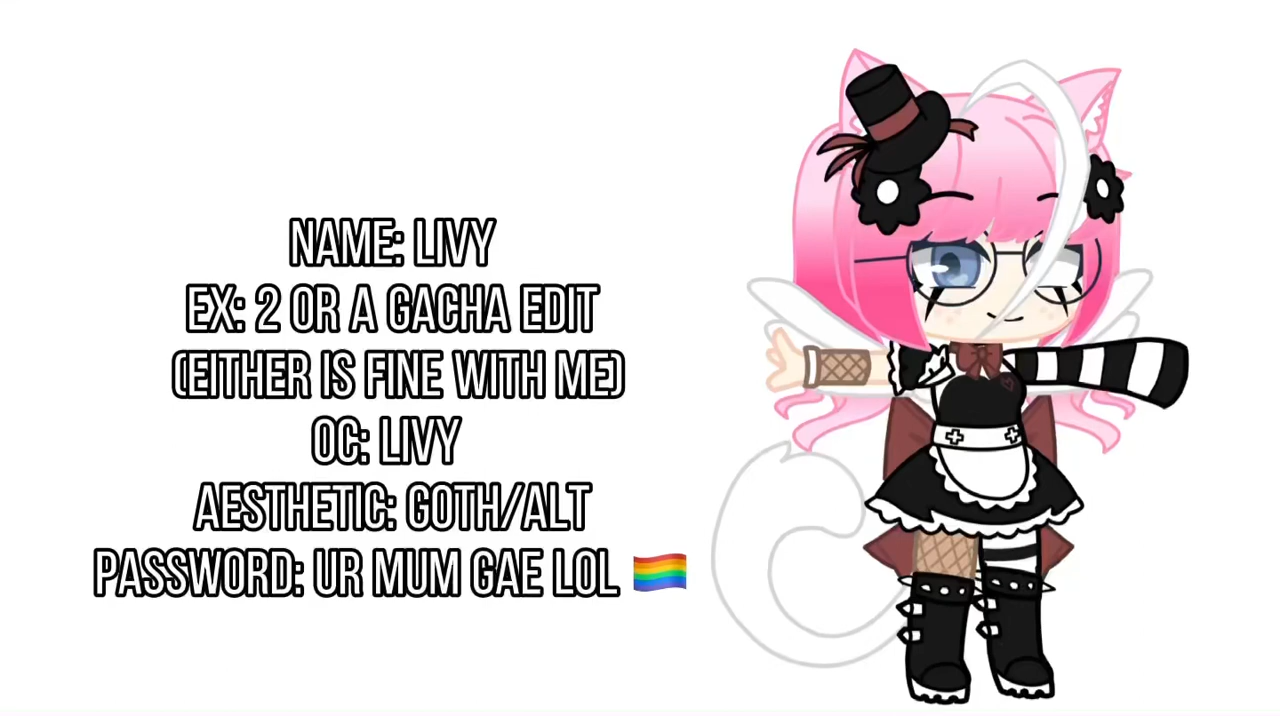 NAME: LIVY
EX: 2 OR A GACHA EDIT
(EITHER IS FINE WITH ME)
OC: LIVY
AESTHETIC: GOTH/ALT
PASSWORD: UR MUM GAE LOL 🏳️‍🌈